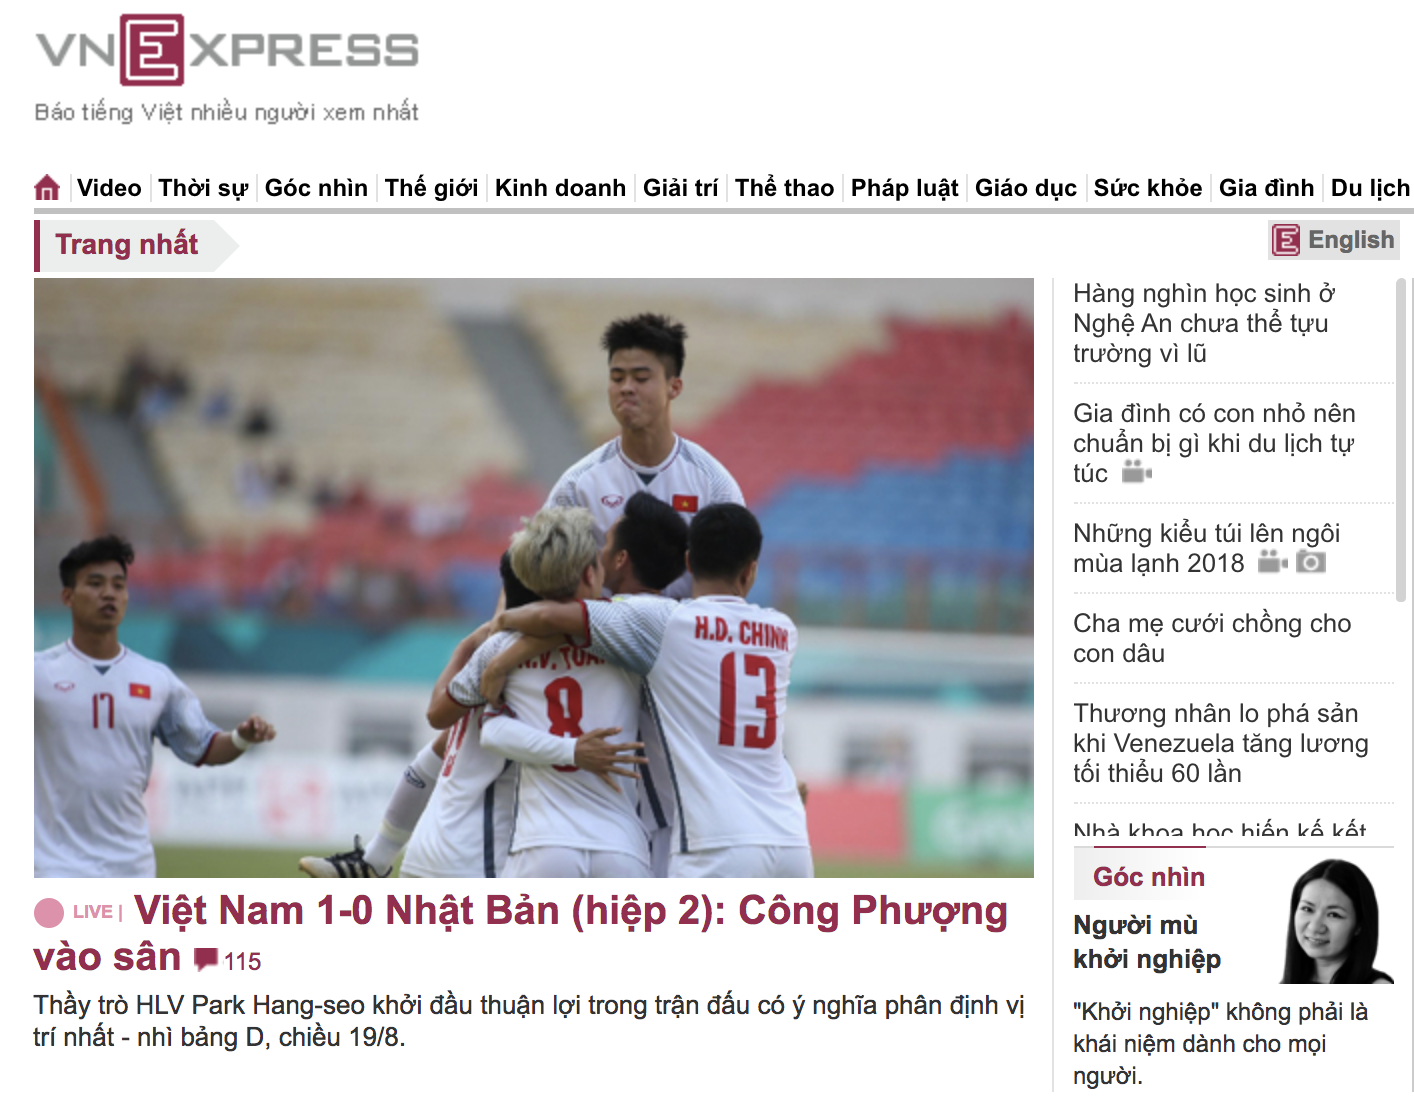 VNEXPRESS
Báo tiếng Việt nhiều người xem nhất
Video Thời sự Góc nhìn Thế giới Kinh doanh Giải trí Thể thao Pháp luật Giáo dục Sức khỏe Gia đình Du lịch
Trang nhất
E English
H.D. CHINH
13
8
17
LIVE | Việt Nam 1-0 Nhật Bản (hiệp 2): Công Phượng
vào sân 115
Thầy trò HLV Park Hang-seo khởi đầu thuận lợi trong trận đấu có ý nghĩa phân định vị
trí nhất - nhì bảng D, chiều 19/8.
Hàng nghìn học sinh ở
Nghệ An chưa thể tựu
trường vì lũ
Gia đình có con nhỏ nên
chuẩn bị gì khi du lịch tự
túc
Những kiểu túi lên ngôi
mùa lạnh 2018
Cha mẹ cưới chồng cho
con dâu
Thương nhân lo phá sản
khi Venezuela tăng lương
tối thiểu 60 lần
Nhà khoa học hiến kế kết
Góc nhìn
Người mù
khởi nghiệp
"Khởi nghiệp" không phải là
khái niệm dành cho mọi
người.